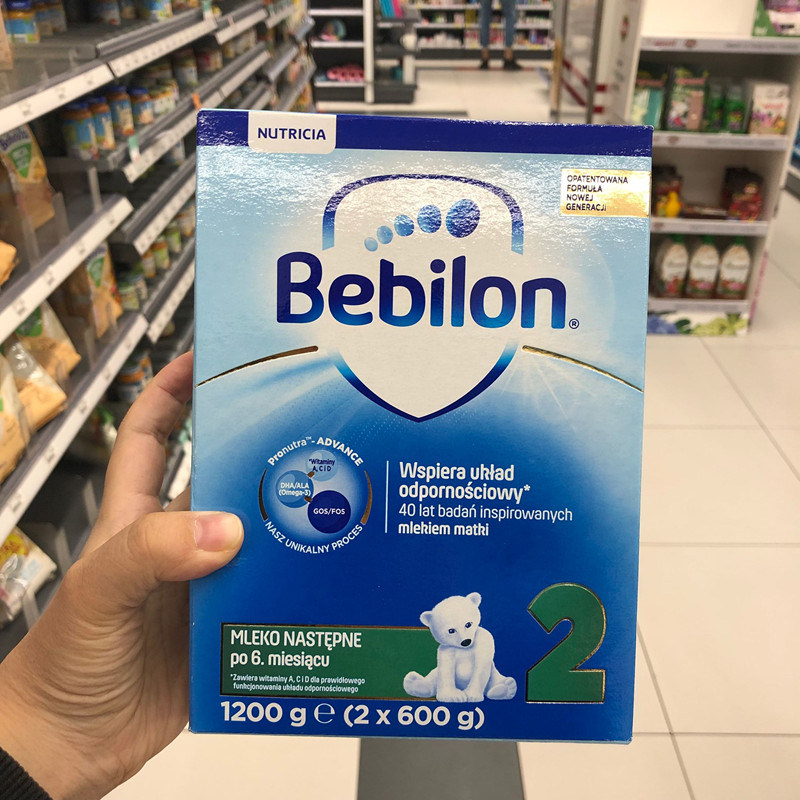 NUTRICIA
OPATENTOWANA
FORMUŁA
NOWEJ
GENERACJI
Bebilon®
Pronutra™- ADVANCE
*Witaminy
A, C i D
DHA/ALA
(Omega-3)
GOS/FOS
NASZ UNIKALNY PROCES
Wspiera układ
odpornościowy*
40 lat badań inspirowanych
mlekiem matki
MLEKO NASTĘPNE
po 6. miesiącu
*Zawiera witaminy A, C i D dla prawidłowego
funkcjonowania układu odpornościowego
2
1200 g ℮ (2 x 600 g)